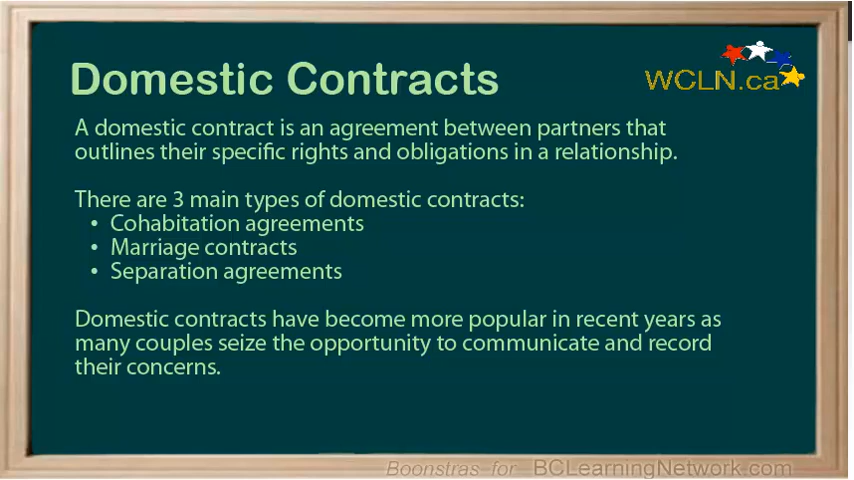 Domestic Contracts
WCLN.ca
A domestic contract is an agreement between partners that
outlines their specific rights and obligations in a relationship.
There are 3 main types of domestic contracts:
• Cohabitation agreements
• Marriage contracts
• Separation agreements
Domestic contracts have become more popular in recent years as
many couples seize the opportunity to communicate and record
their concerns.
Boonstras for BCLearningNetwork.com